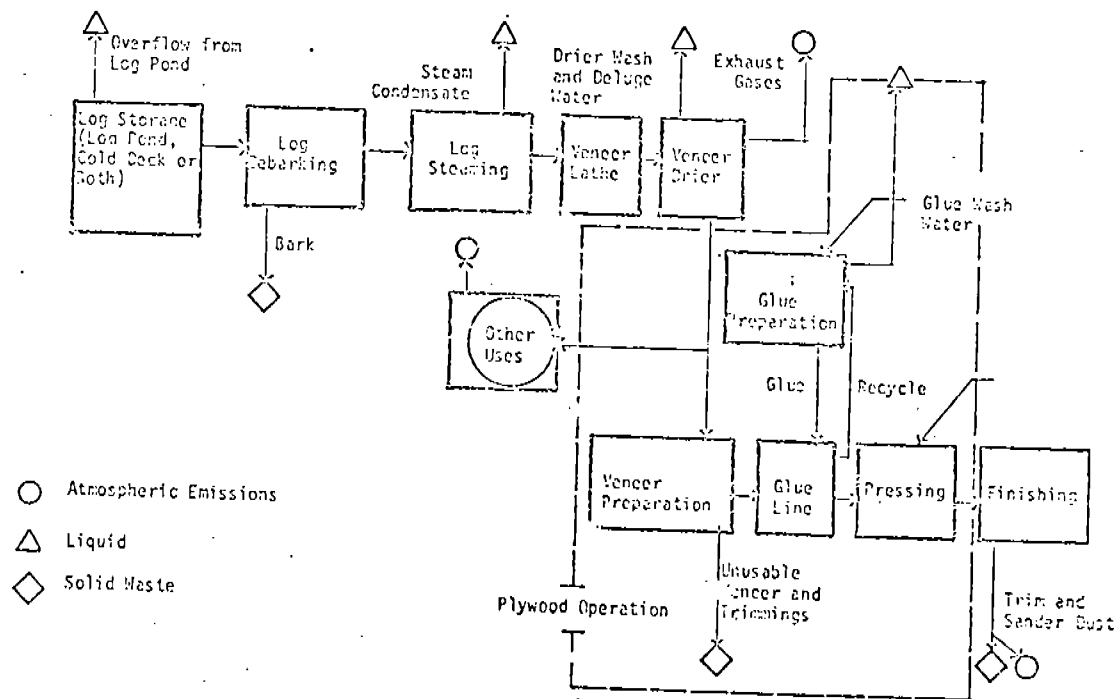 Overflow from
Log Pond
Steam
Condensate
Drier Wash
and Deluge
Water
Exhaust
Gases
Log Storage
(Log Pond,
Cold Deck or
Both)
Log
Debarking
Log
Steaming
Veneer
Lathe
Veneer
Drier
Glue Wash
Water
Bark
Glue
Preparation
Other
Uses
Glue
Recycle
Veneer
Preparation
Glue
Line
Pressing
Finishing
Atmospheric Emissions
Liquid
Solid Waste
Unusable
Veneer and
Trimmings
Plywood Operation
Trim and
Sander Dust